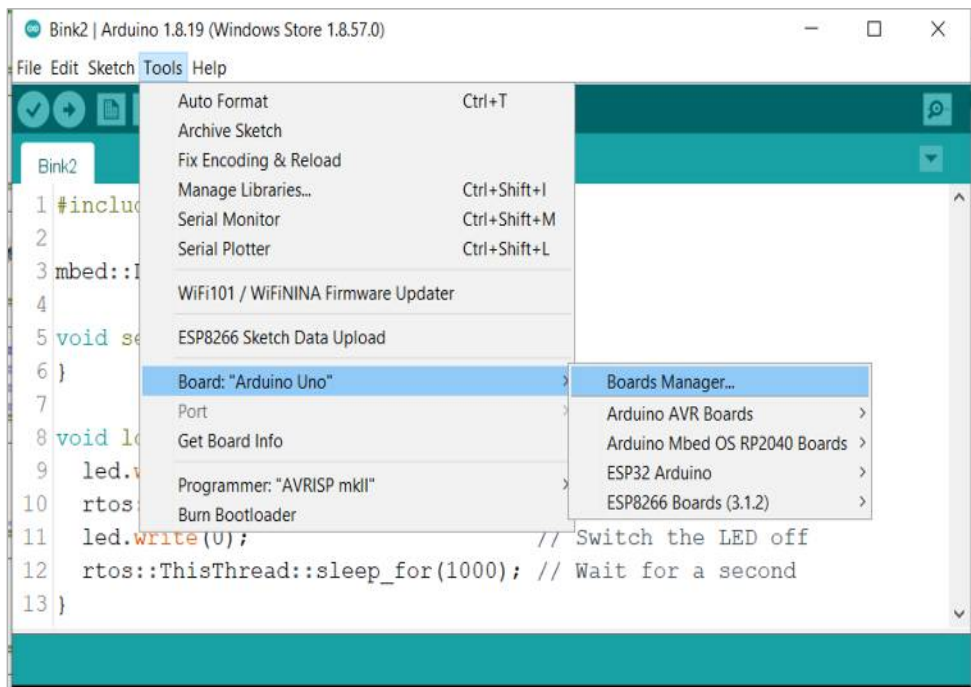 Bink2 | Arduino 1.8.19 (Windows Store 1.8.57.0)
File Edit Sketch Tools Help
Auto Format Ctrl+T
Archive Sketch
Fix Encoding & Reload
Manage Libraries... Ctrl+Shift+I
Serial Monitor Ctrl+Shift+M
Serial Plotter Ctrl+Shift+L
WiFi101 / WiFiNINA Firmware Updater
ESP8266 Sketch Data Upload
Board: "Arduino Uno"
Port
Get Board Info
Programmer: "AVRISP mkII"
Burn Bootloader
Boards Manager...
Arduino AVR Boards
Arduino Mbed OS RP2040 Boards
ESP32 Arduino
ESP8266 Boards (3.1.2)
Bink2
1 #includ
2
3 mbed::
4
5 void se
6 }
7
8 void lo
9 led.
10 rtos:
11 led.write(0); // Switch the LED off
12 rtos::ThisThread::sleep_for(1000); // Wait for a second
13 }